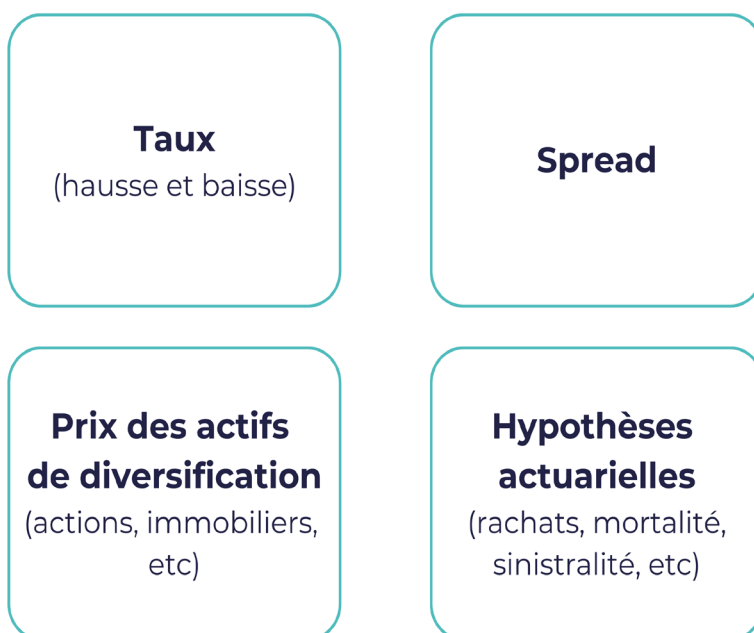 Taux
(hausse et baisse)
Spread
Prix des actifs
de diversification
(actions, immobiliers,
etc)
Hypothèses
actuarielles
(rachats, mortalité,
sinistralité, etc)